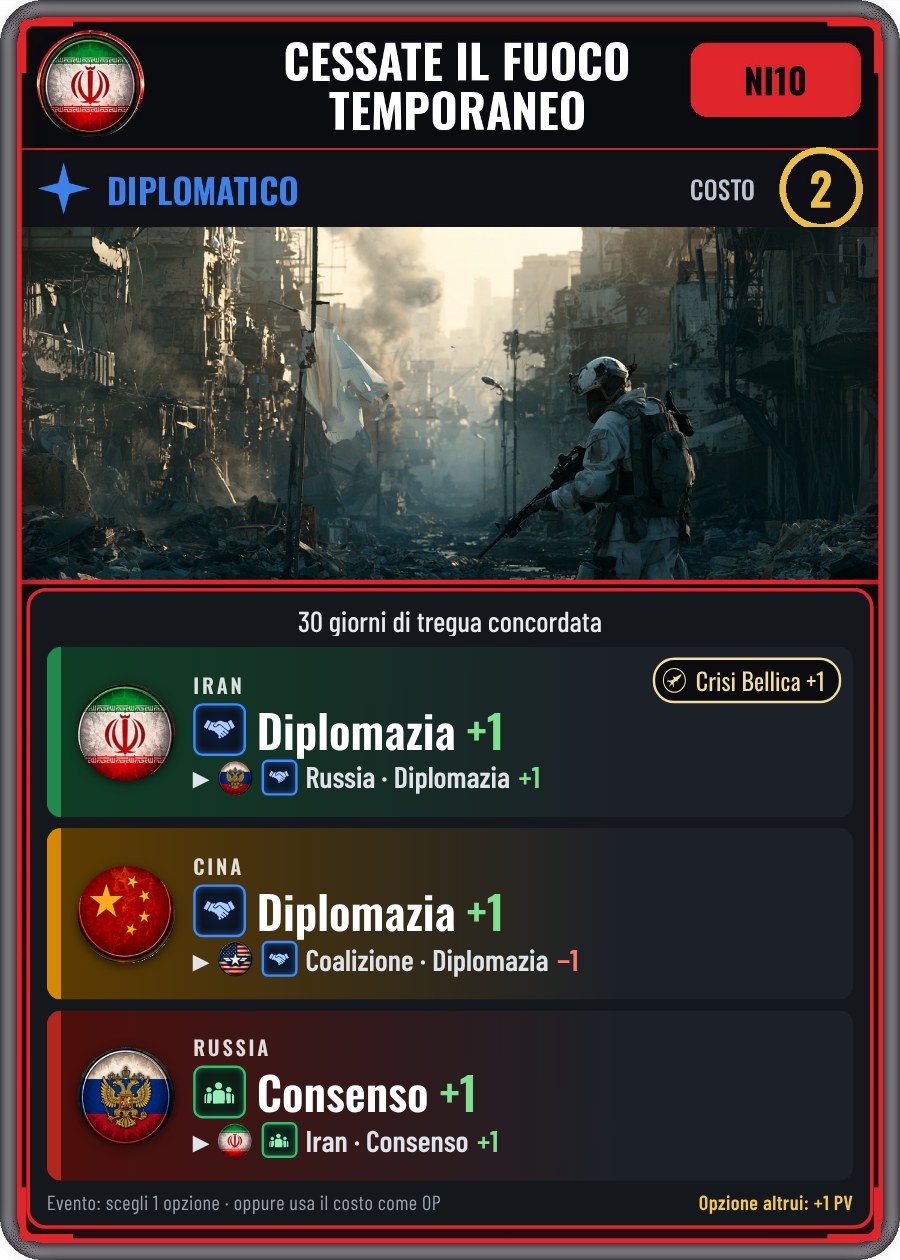 CESSATE IL FUOCO
TEMPORANEO
NI10
DIPLOMATICO
COSTO
2
30 giorni di tregua concordata
IRAN
Crisi Bellica +1
Diplomazia +1
▶ Russia · Diplomazia +1
CINA
Diplomazia +1
▶ Coalizione · Diplomazia −1
RUSSIA
Consenso +1
▶ Iran · Consenso +1
Evento: scegli 1 opzione · oppure usa il costo come OP
Opzione altrui: +1 PV